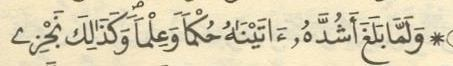 * وَلَمَّا بَلَغَ أَشُدَّهُۥ ءَاتَيْنَٰهُ حُكْمًا وَعِلْمًا وَكَذَٰلِكَ نَجْزِے